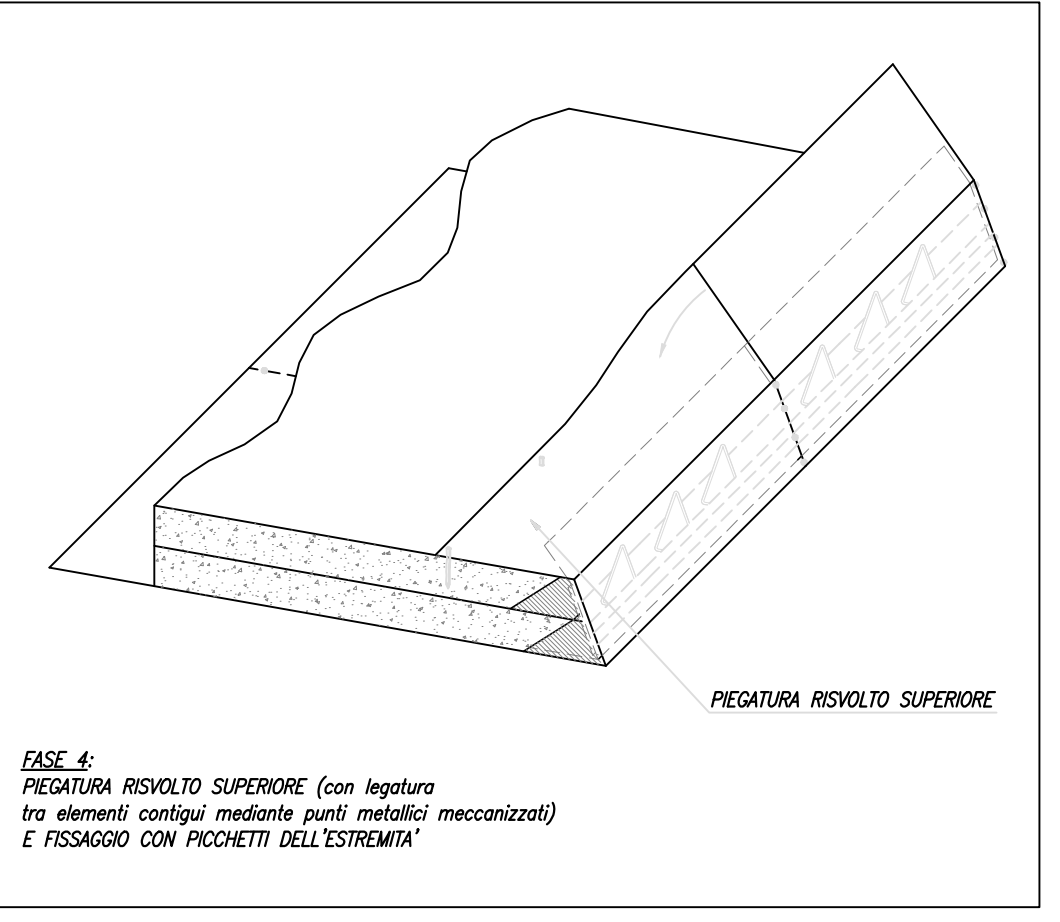 PIEGATURA RISVOLTO SUPERIORE
FASE 4:
PIEGATURA RISVOLTO SUPERIORE (con legatura
tra elementi contigui mediante punti metallici meccanizzati)
E FISSAGGIO CON PICCHETTI DELL'ESTREMITA'